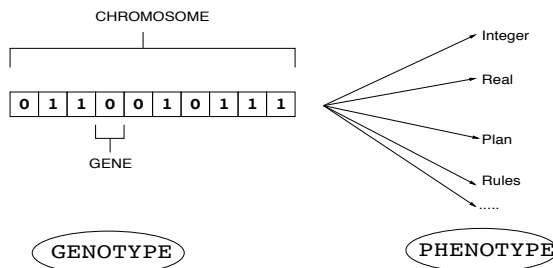 CHROMOSOME
0 1 1 0 0 1 0 1 1 1
GENE
GENOTYPE
Integer
Real
Plan
Rules
.....
PHENOTYPE